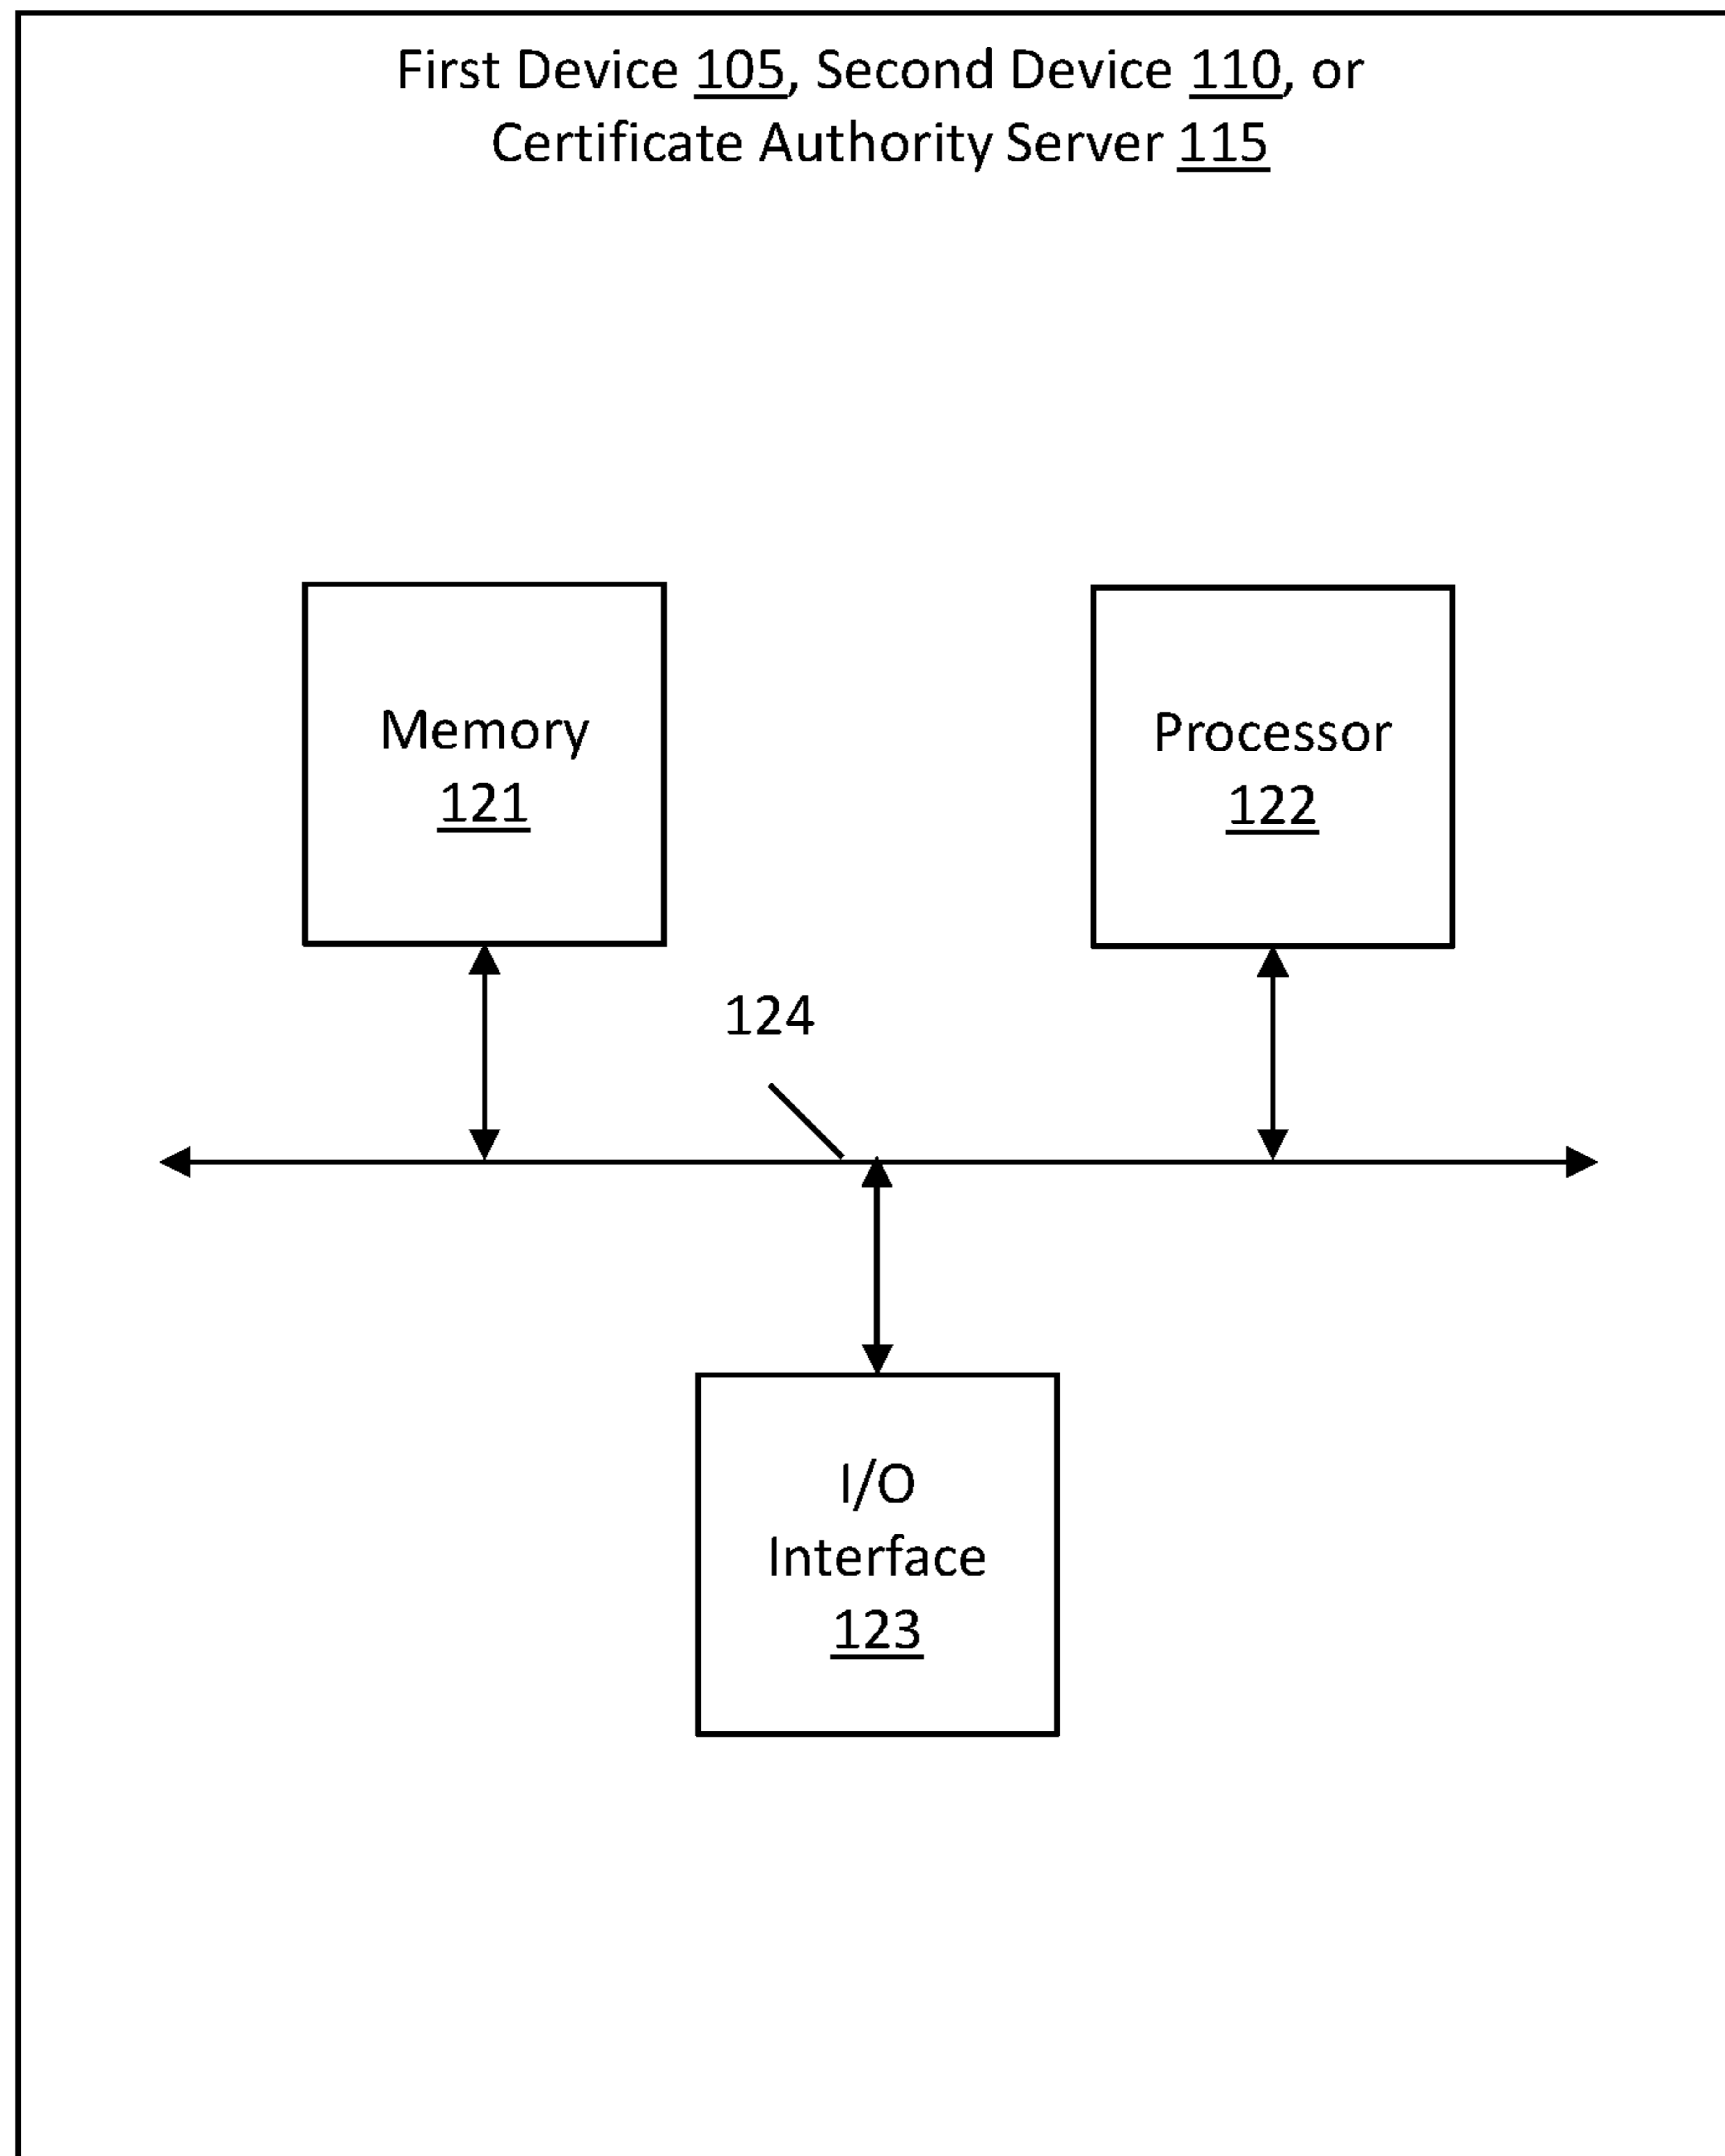 First Device 105, Second Device 110, or
Certificate Authority Server 115
Memory
121
Processor
122
124
I/O
Interface
123